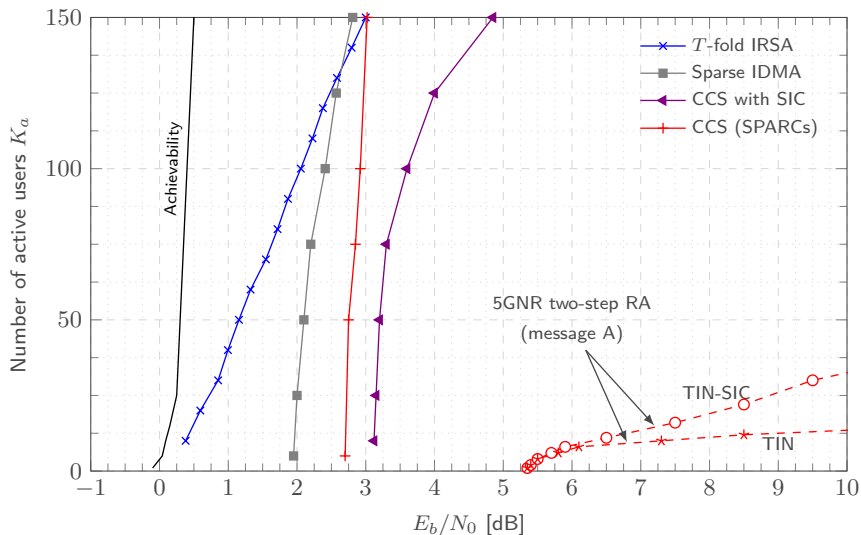 150
100
50
0
Number of active users K_a
−1
0
1
2
3
4
5
6
7
8
9
10
E_b/N_0 [dB]
Achievability
T-fold IRSA
Sparse IDMA
CCS with SIC
CCS (SPARCs)
5GNR two-step RA
(message A)
TIN-SIC
TIN